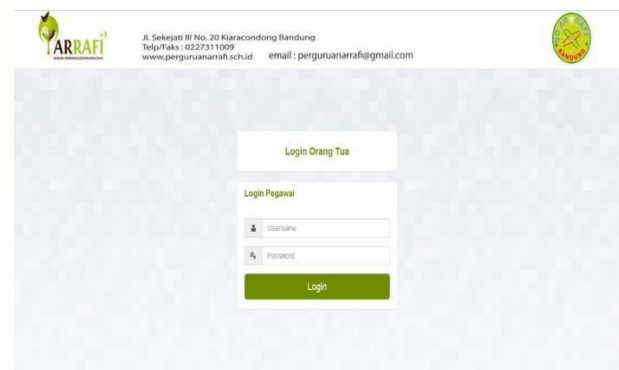 ARRAFI
Jl. Sekejati III No. 20 Kiaracondong Bandung
Telp/Faks : 0227311009
www.perguruanarrafi.sch.id email : perguruanarrafi@gmail.com
BANDUNG
Login Orang Tua
Login Pegawai
Username
Password
Login